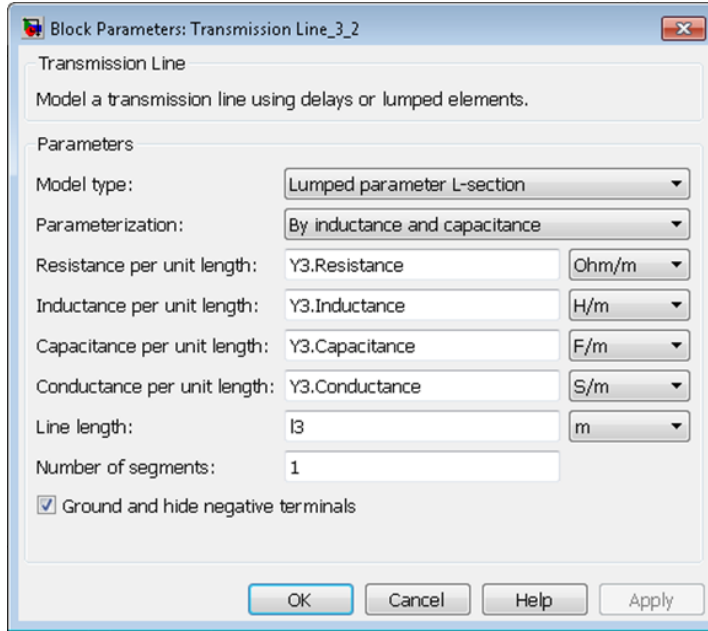 Block Parameters: Transmission Line_3_2
Transmission Line
Model a transmission line using delays or lumped elements.
Parameters
Model type: Lumped parameter L-section
Parameterization: By inductance and capacitance
Resistance per unit length: Y3.Resistance Ohm/m
Inductance per unit length: Y3.Inductance H/m
Capacitance per unit length: Y3.Capacitance F/m
Conductance per unit length: Y3.Conductance S/m
Line length: l3 m
Number of segments: 1
Ground and hide negative terminals
OK Cancel Help Apply